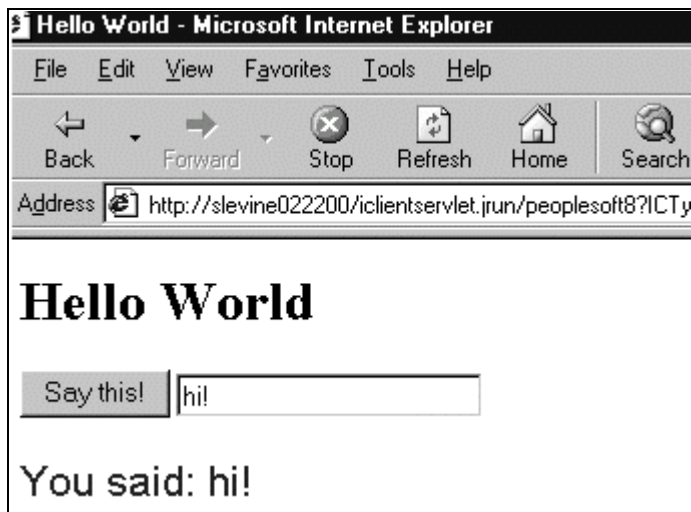 Hello World - Microsoft Internet Explorer
File Edit View Favorites Tools Help
Back Forward Stop Refresh Home Search
Address http://slevine022200/iclientservlet.jrun/peoplesoft8?ICTy
Hello World
Say this! hi!
You said: hi!